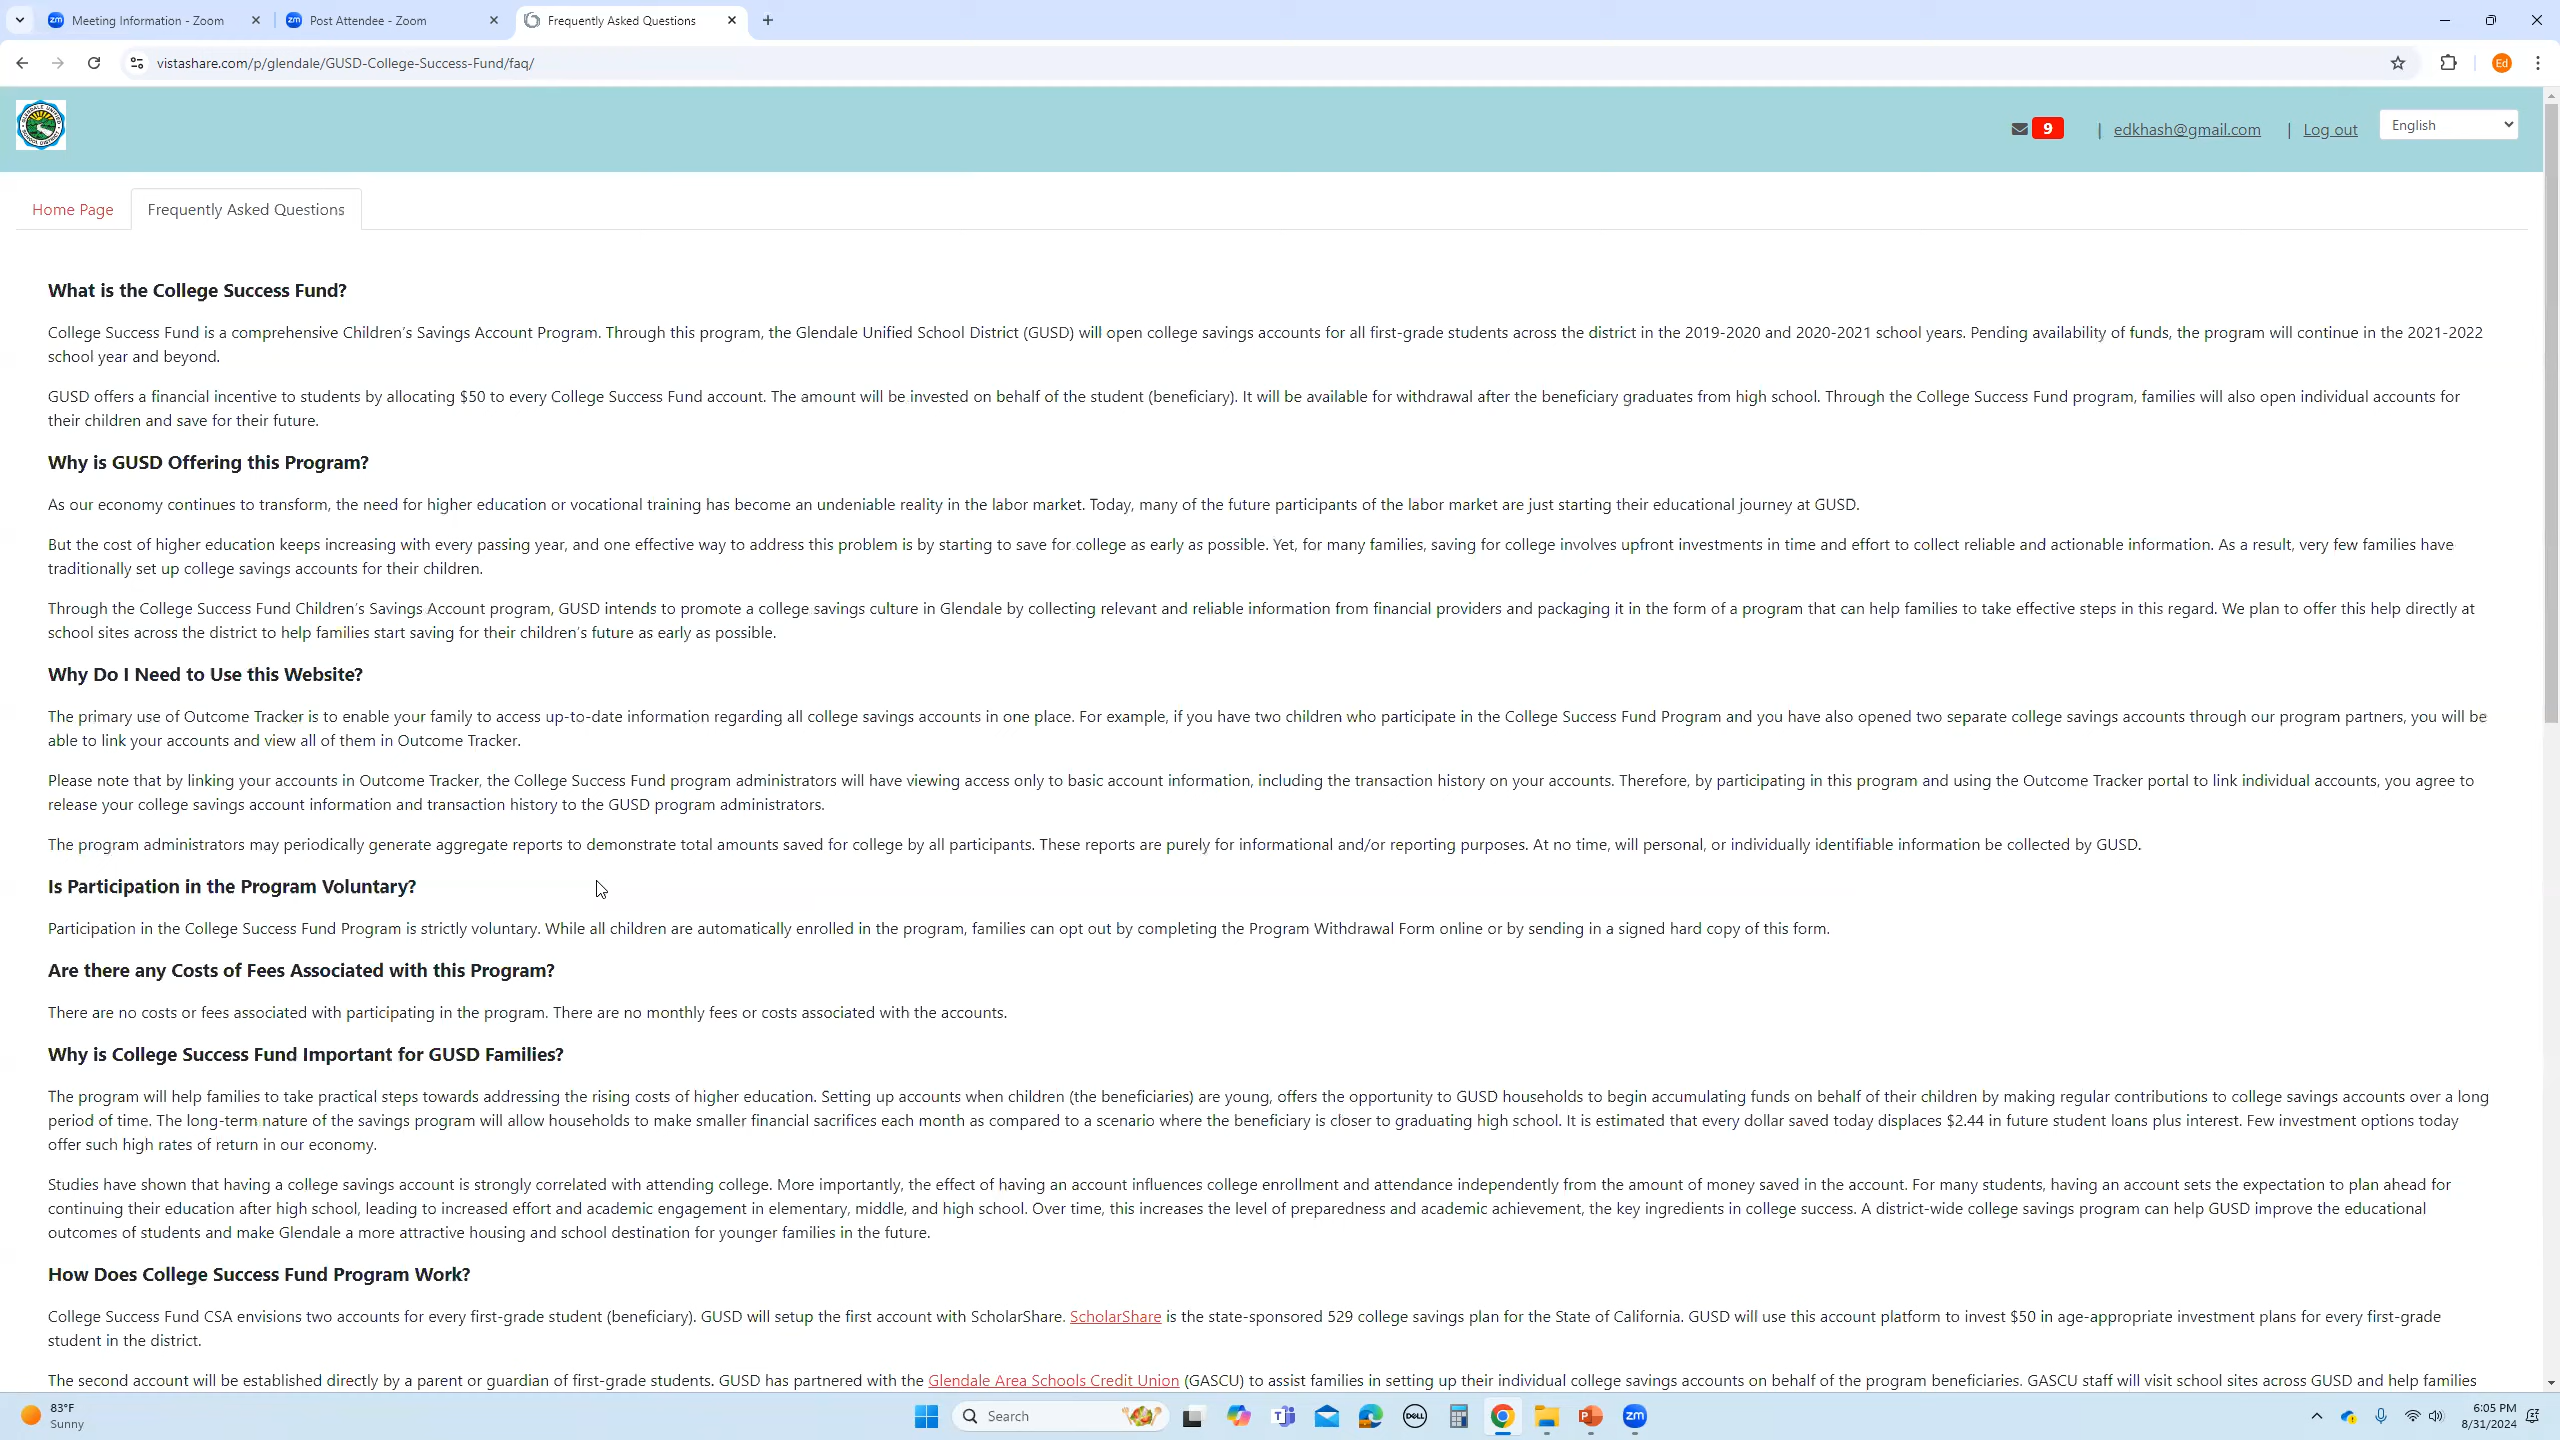 Meeting Information - Zoom
Post Attendee - Zoom
Frequently Asked Questions
vistashare.com/p/glendale/GUSD-College-Success-Fund/faq/
Ed
9 | edkhash@gmail.com | Log out English
Home Page Frequently Asked Questions
What is the College Success Fund?
College Success Fund is a comprehensive Children's Savings Account Program. Through this program, the Glendale Unified School District (GUSD) will open college savings accounts for all first-grade students across the district in the 2019-2020 and 2020-2021 school years. Pending availability of funds, the program will continue in the 2021-2022
school year and beyond.
GUSD offers a financial incentive to students by allocating $50 to every College Success Fund account. The amount will be invested on behalf of the student (beneficiary). It will be available for withdrawal after the beneficiary graduates from high school. Through the College Success Fund program, families will also open individual accounts for
their children and save for their future.
Why is GUSD Offering this Program?
As our economy continues to transform, the need for higher education or vocational training has become an undeniable reality in the labor market. Today, many of the future participants of the labor market are just starting their educational journey at GUSD.
But the cost of higher education keeps increasing with every passing year, and one effective way to address this problem is by starting to save for college as early as possible. Yet, for many families, saving for college involves upfront investments in time and effort to collect reliable and actionable information. As a result, very few families have
traditionally set up college savings accounts for their children.
Through the College Success Fund Children's Savings Account program, GUSD intends to promote a college savings culture in Glendale by collecting relevant and reliable information from financial providers and packaging it in the form of a program that can help families to take effective steps in this regard. We plan to offer this help directly at
school sites across the district to help families start saving for their children's future as early as possible.
Why Do I Need to Use this Website?
The primary use of Outcome Tracker is to enable your family to access up-to-date information regarding all college savings accounts in one place. For example, if you have two children who participate in the College Success Fund Program and you have also opened two separate college savings accounts through our program partners, you will be
able to link your accounts and view all of them in Outcome Tracker.
Please note that by linking your accounts in Outcome Tracker, the College Success Fund program administrators will have viewing access only to basic account information, including the transaction history on your accounts. Therefore, by participating in this program and using the Outcome Tracker portal to link individual accounts, you agree to
release your college savings account information and transaction history to the GUSD program administrators.
The program administrators may periodically generate aggregate reports to demonstrate total amounts saved for college by all participants. These reports are purely for informational and/or reporting purposes. At no time, will personal, or individually identifiable information be collected by GUSD.
Is Participation in the Program Voluntary?
Participation in the College Success Fund Program is strictly voluntary. While all children are automatically enrolled in the program, families can opt out by completing the Program Withdrawal Form online or by sending in a signed hard copy of this form.
Are there any Costs of Fees Associated with this Program?
There are no costs or fees associated with participating in the program. There are no monthly fees or costs associated with the accounts.
Why is College Success Fund Important for GUSD Families?
The program will help families to take practical steps towards addressing the rising costs of higher education. Setting up accounts when children (the beneficiaries) are young, offers the opportunity to GUSD households to begin accumulating funds on behalf of their children by making regular contributions to college savings accounts over a long
period of time. The long-term nature of the savings program will allow households to make smaller financial sacrifices each month as compared to a scenario where the beneficiary is closer to graduating high school. It is estimated that every dollar saved today displaces $2.44 in future student loans plus interest. Few investment options today
offer such high rates of return in our economy.
Studies have shown that having a college savings account is strongly correlated with attending college. More importantly, the effect of having an account influences college enrollment and attendance independently from the amount of money saved in the account. For many students, having an account sets the expectation to plan ahead for
continuing their education after high school, leading to increased effort and academic engagement in elementary, middle, and high school. Over time, this increases the level of preparedness and academic achievement, the key ingredients in college success. A district-wide college savings program can help GUSD improve the educational
outcomes of students and make Glendale a more attractive housing and school destination for younger families in the future.
How Does College Success Fund Program Work?
College Success Fund CSA envisions two accounts for every first-grade student (beneficiary). GUSD will setup the first account with ScholarShare. ScholarShare is the state-sponsored 529 college savings plan for the State of California. GUSD will use this account platform to invest $50 in age-appropriate investment plans for every first-grade
student in the district.
The second account will be established directly by a parent or guardian of first-grade students. GUSD has partnered with the Glendale Area Schools Credit Union (GASCU) to assist families in setting up their individual college savings accounts on behalf of the program beneficiaries. GASCU staff will visit school sites across GUSD and help families
83°F
Sunny
Search
6:05 PM
8/31/2024